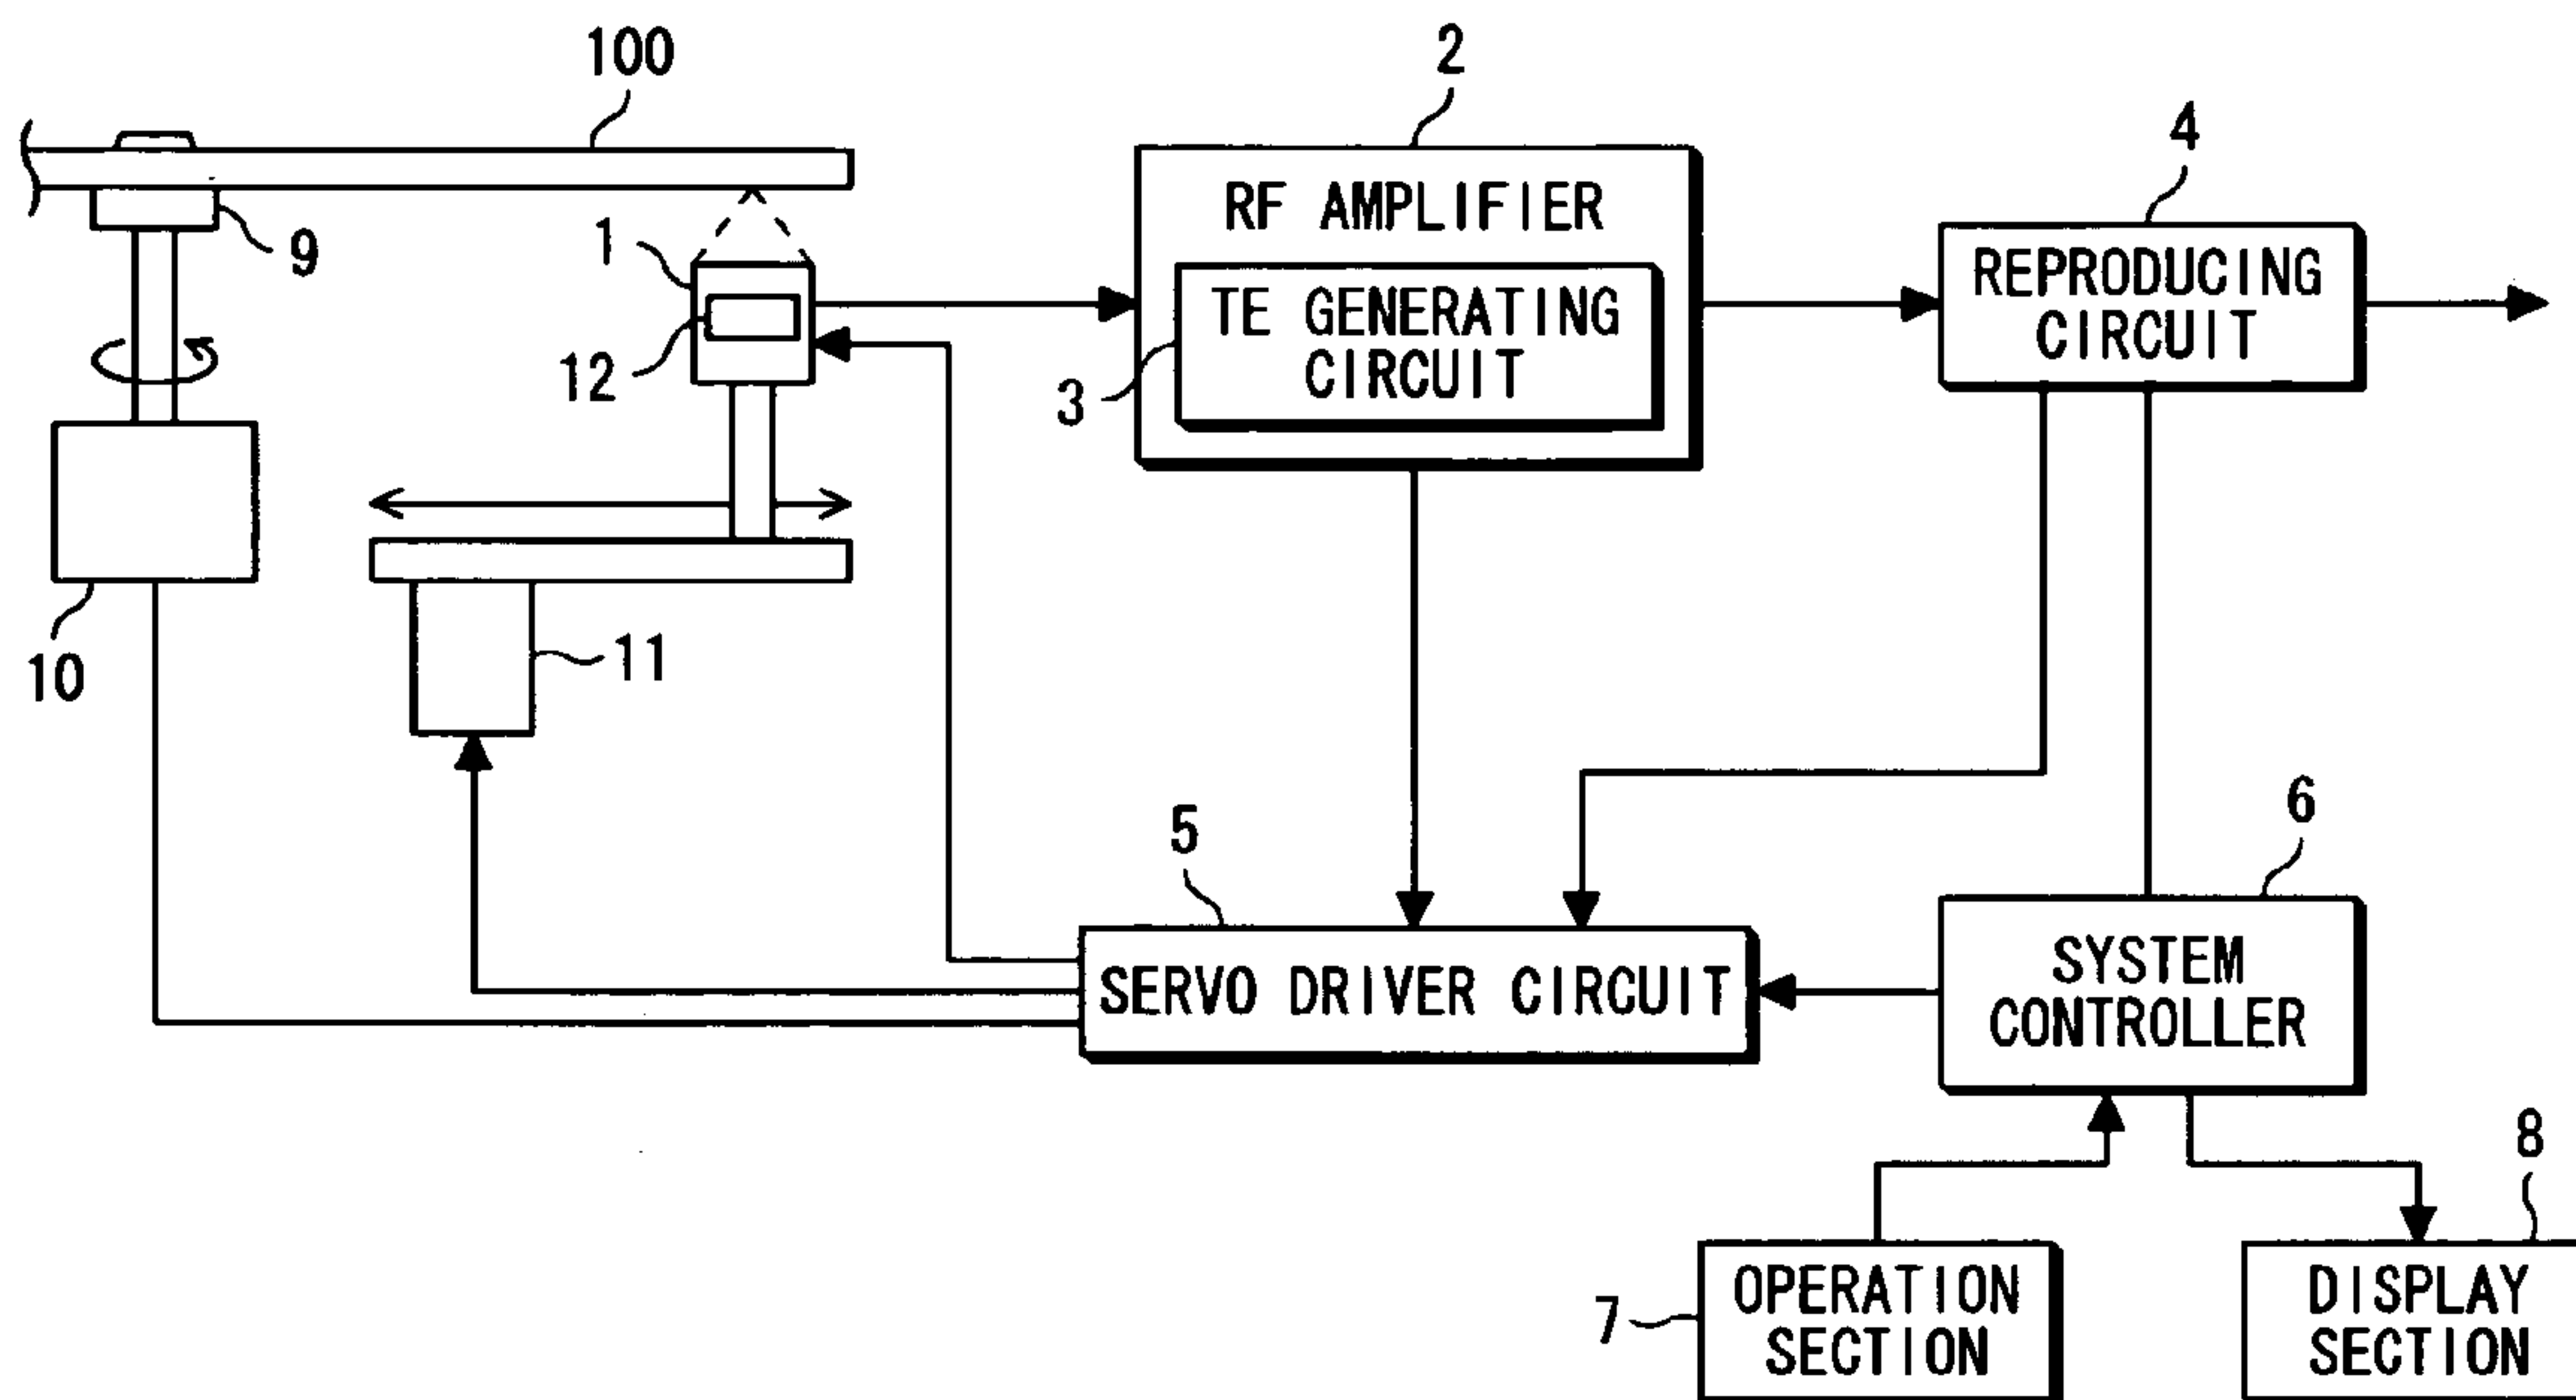 100
2
4
RF AMPLIFIER
REPRODUCING
CIRCUIT
1
9
TE GENERATING
CIRCUIT
12
3
10
11
5
6
SERVO DRIVER CIRCUIT
SYSTEM
CONTROLLER
8
7
OPERATION
SECTION
DISPLAY
SECTION